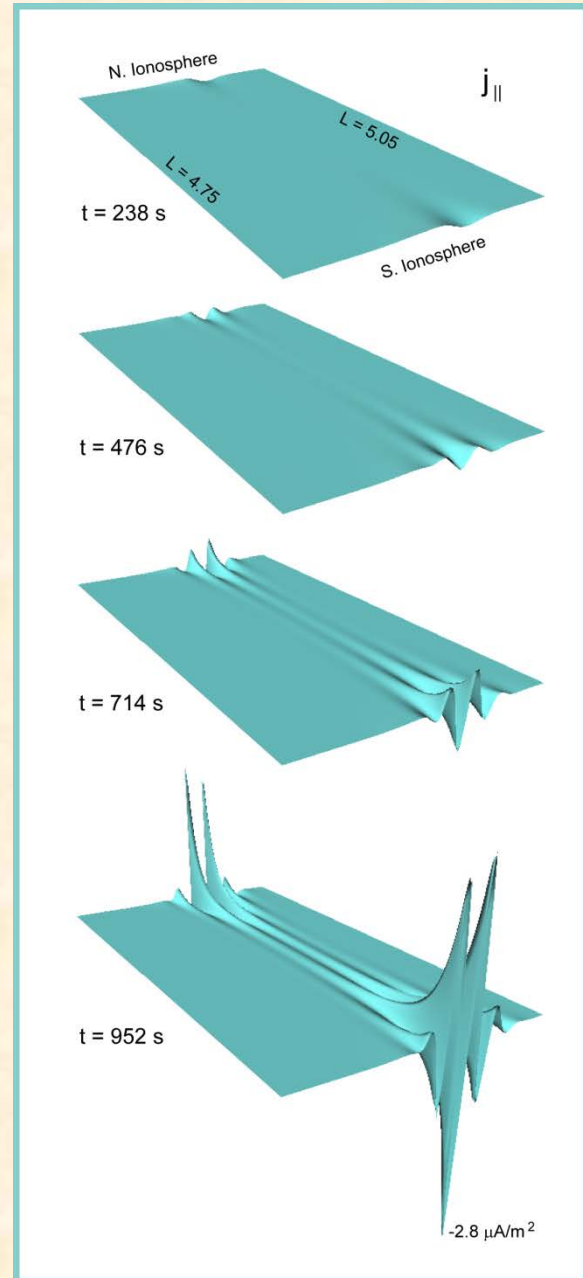 N. Ionosphere
j||
L = 5.05
L = 4.75
t = 238 s
S. Ionosphere
t = 476 s
t = 714 s
t = 952 s
-2.8 μA/m²